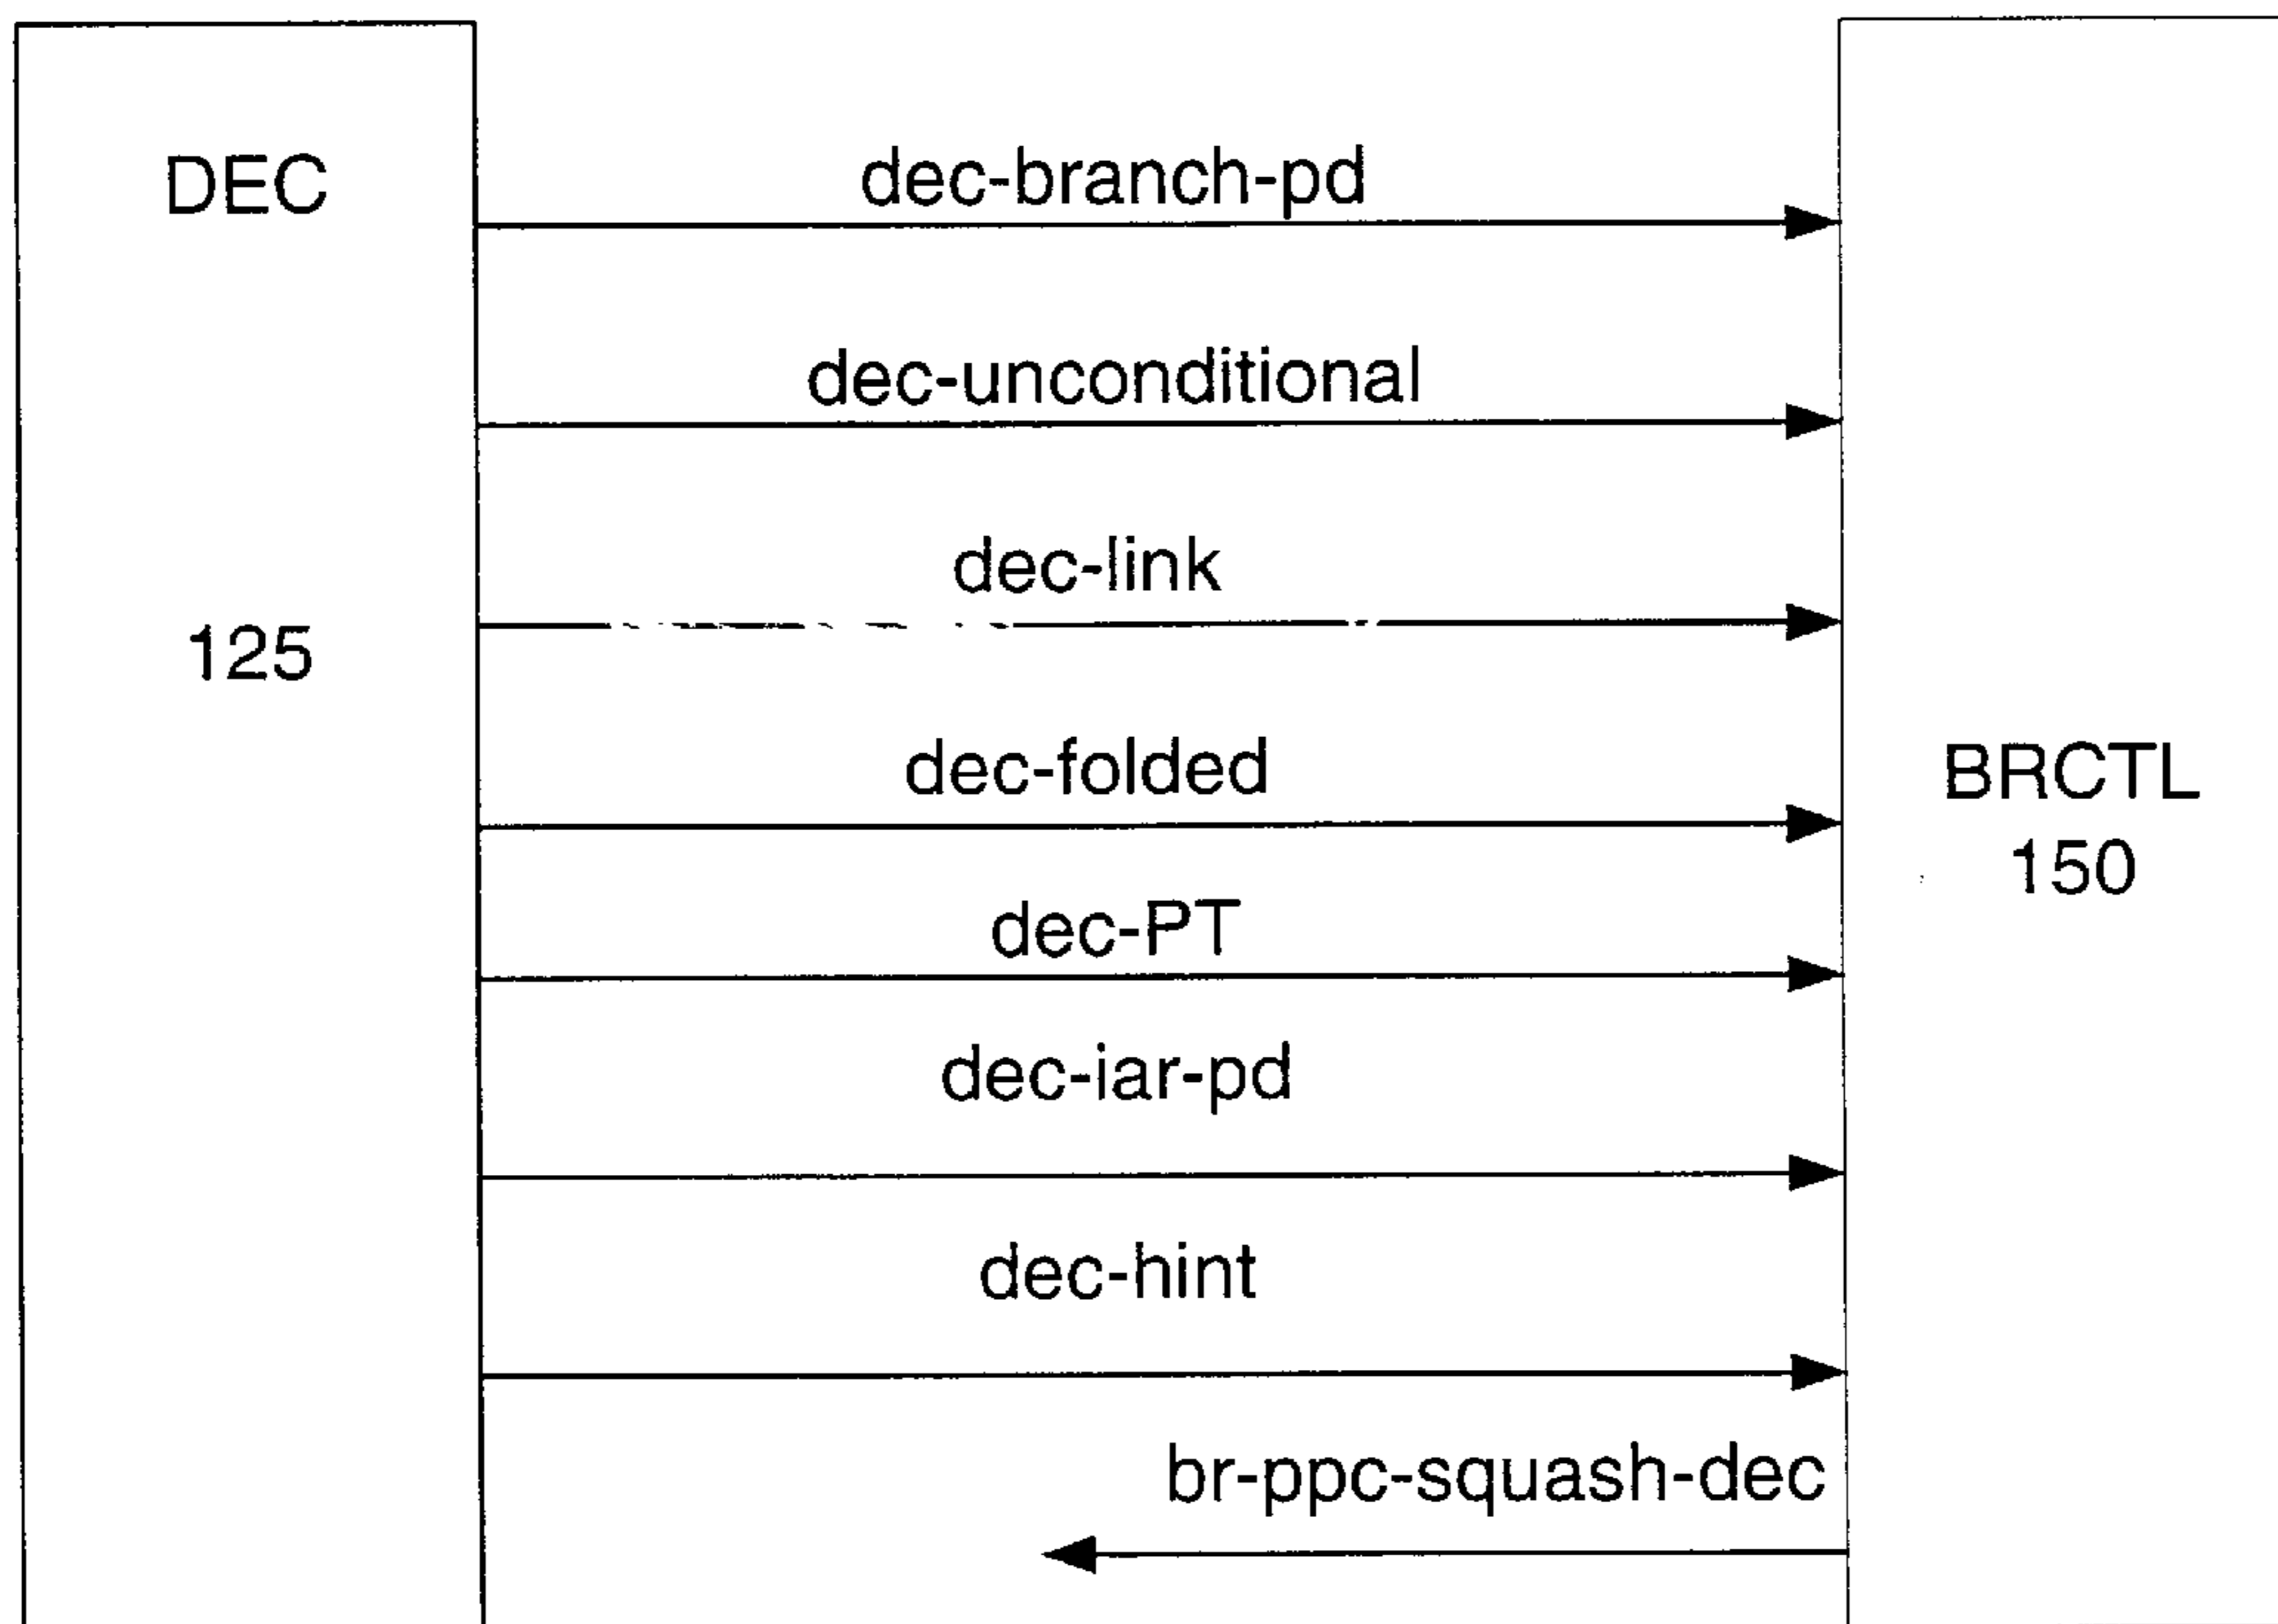 DEC
125
dec-branch-pd
dec-unconditional
dec-link
dec-folded
dec-PT
dec-iar-pd
dec-hint
br-ppc-squash-dec
BRCTL
150